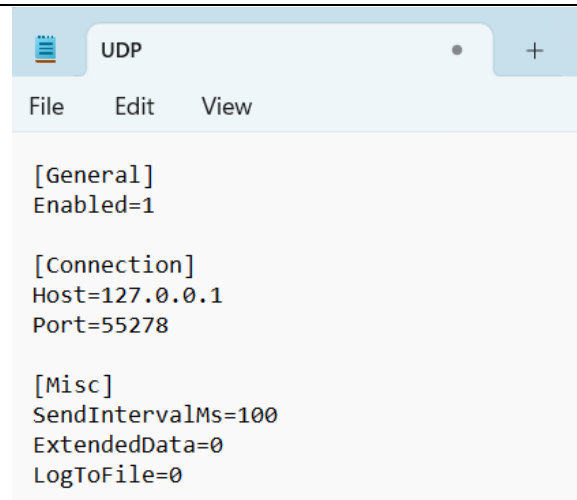 UDP
File Edit View
[General]
Enabled=1
[Connection]
Host=127.0.0.1
Port=55278
[Misc]
SendIntervalMs=100
ExtendedData=0
LogToFile=0